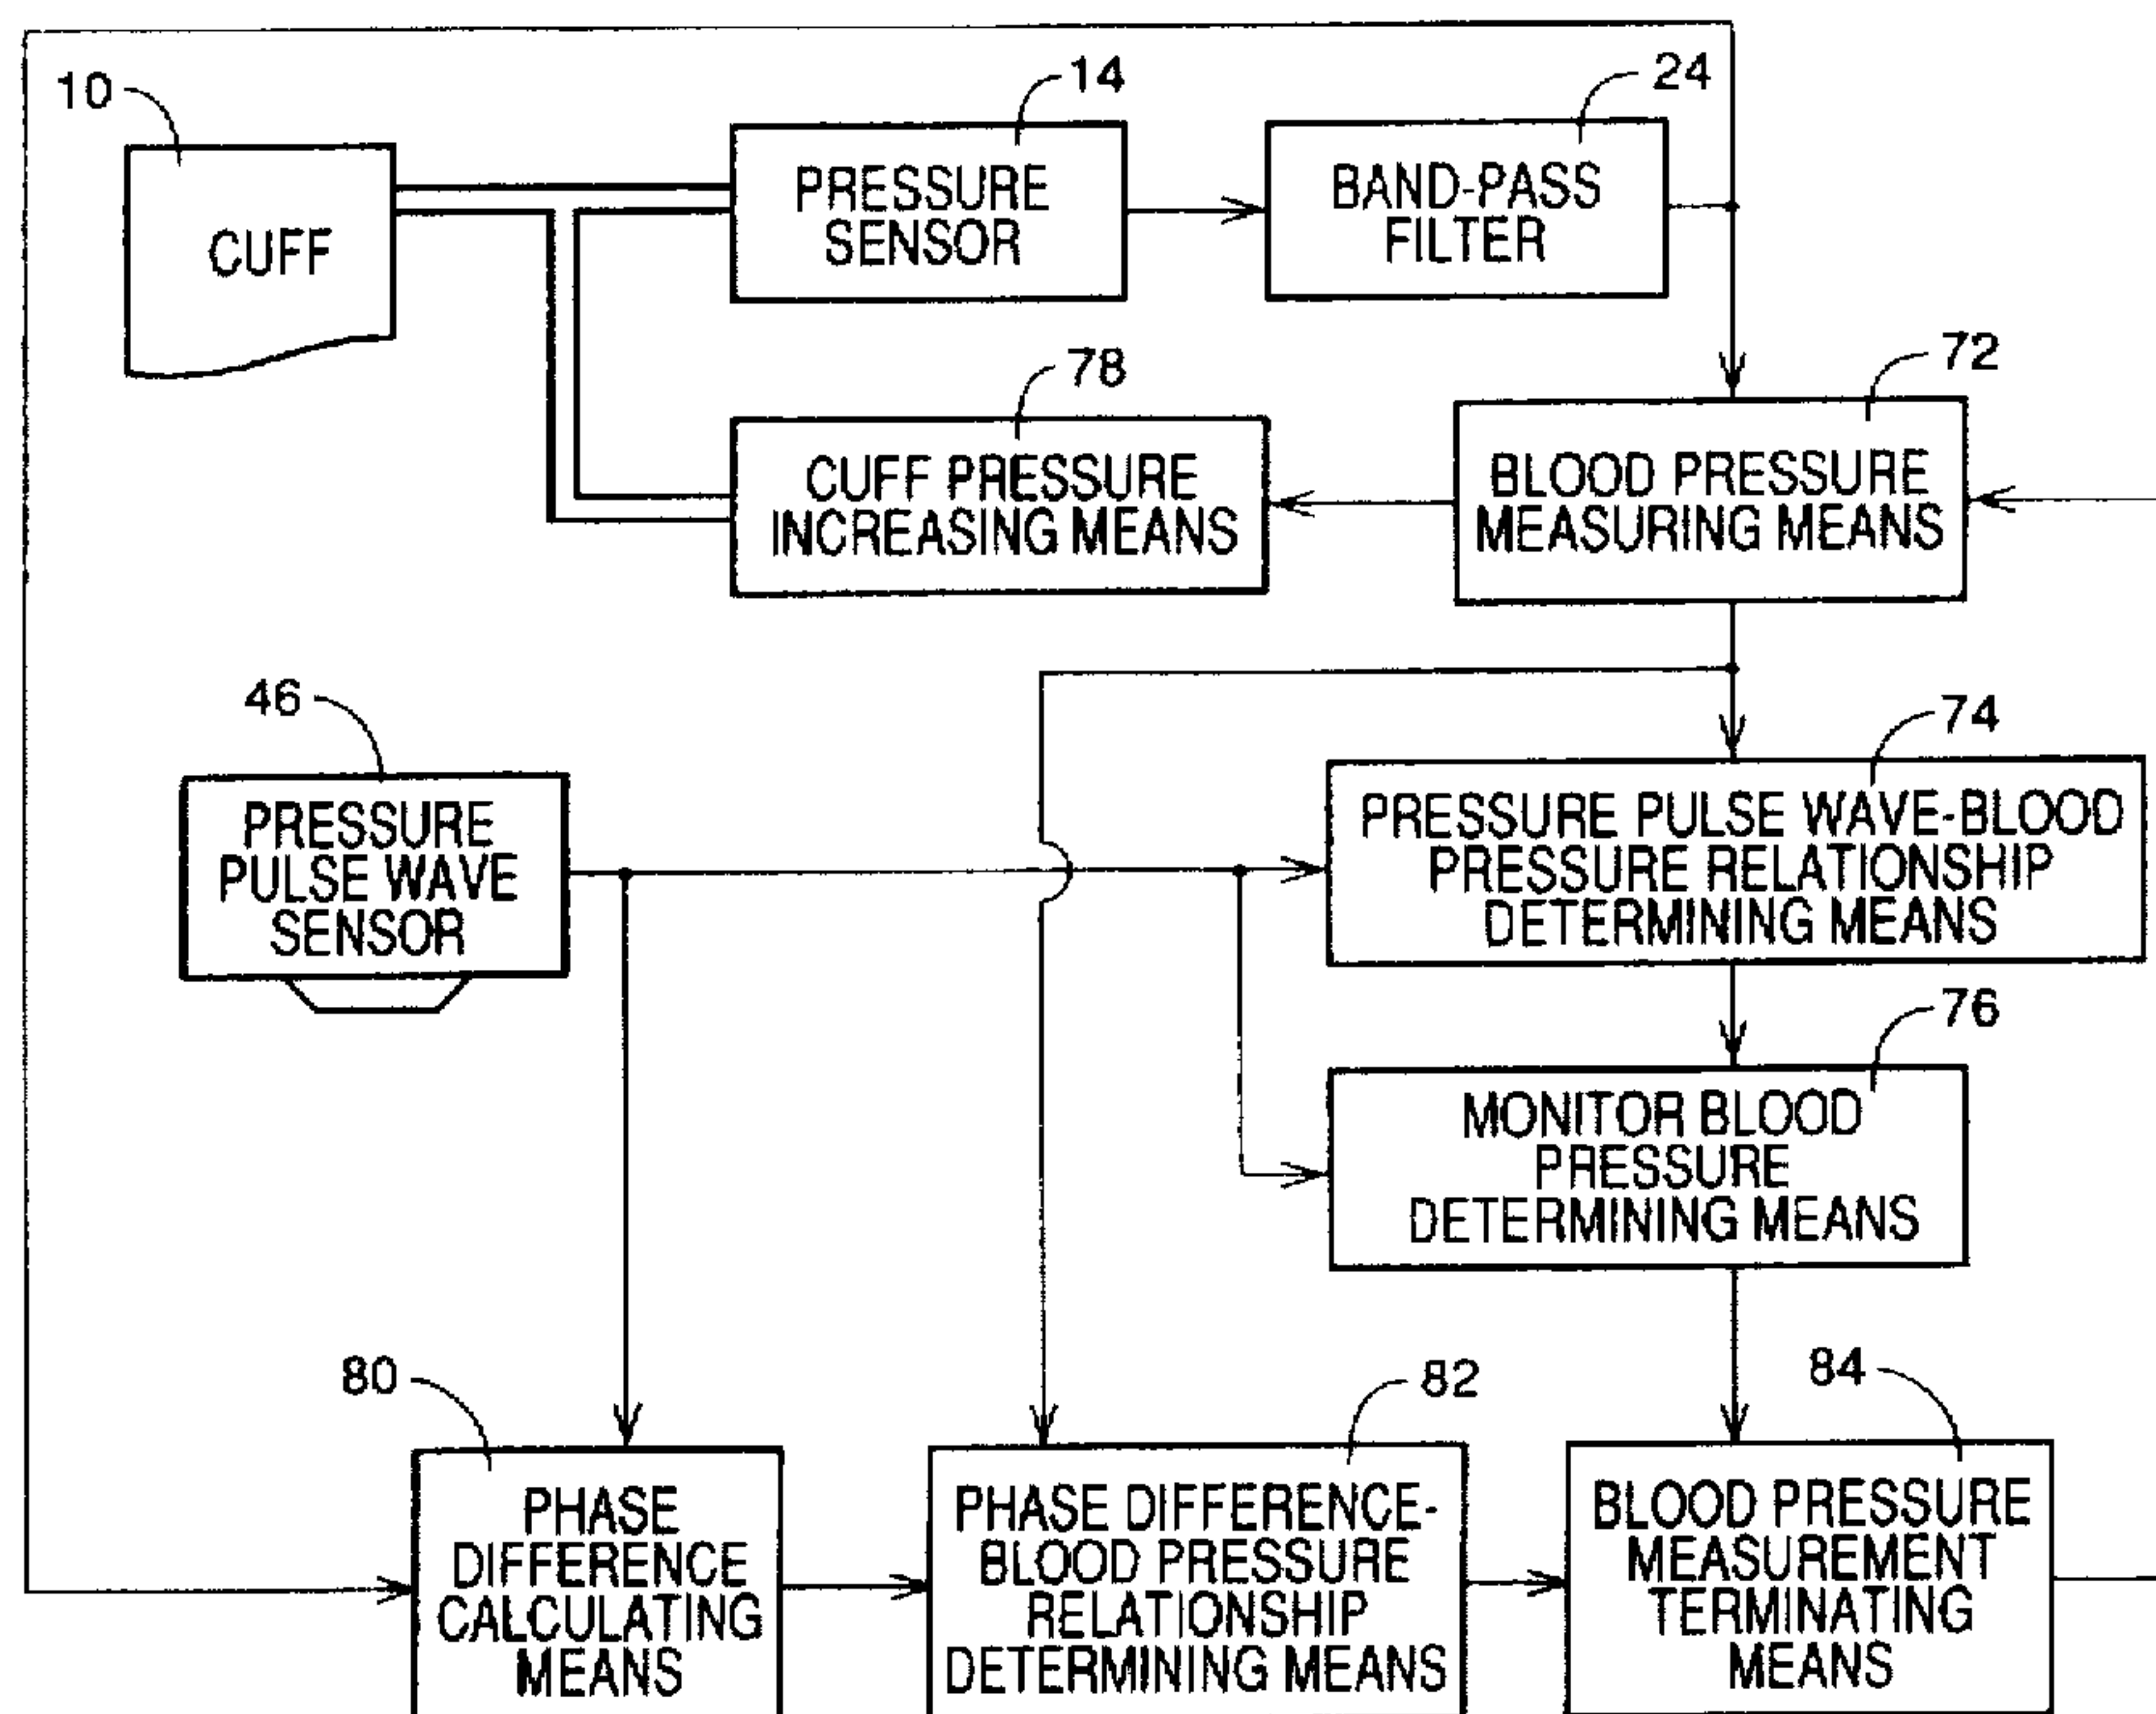 10
CUFF
14
PRESSURE
SENSOR
24
BAND-PASS
FILTER
78
CUFF PRESSURE
INCREASING MEANS
72
BLOOD PRESSURE
MEASURING MEANS
46
PRESSURE
PULSE WAVE
SENSOR
74
PRESSURE PULSE WAVE-BLOOD
PRESSURE RELATIONSHIP
DETERMINING MEANS
76
MONITOR BLOOD
PRESSURE
DETERMINING MEANS
80
PHASE
DIFFERENCE
CALCULATING
MEANS
82
PHASE DIFFERENCE-
BLOOD PRESSURE
RELATIONSHIP
DETERMINING MEANS
84
BLOOD PRESSURE
MEASUREMENT
TERMINATING
MEANS